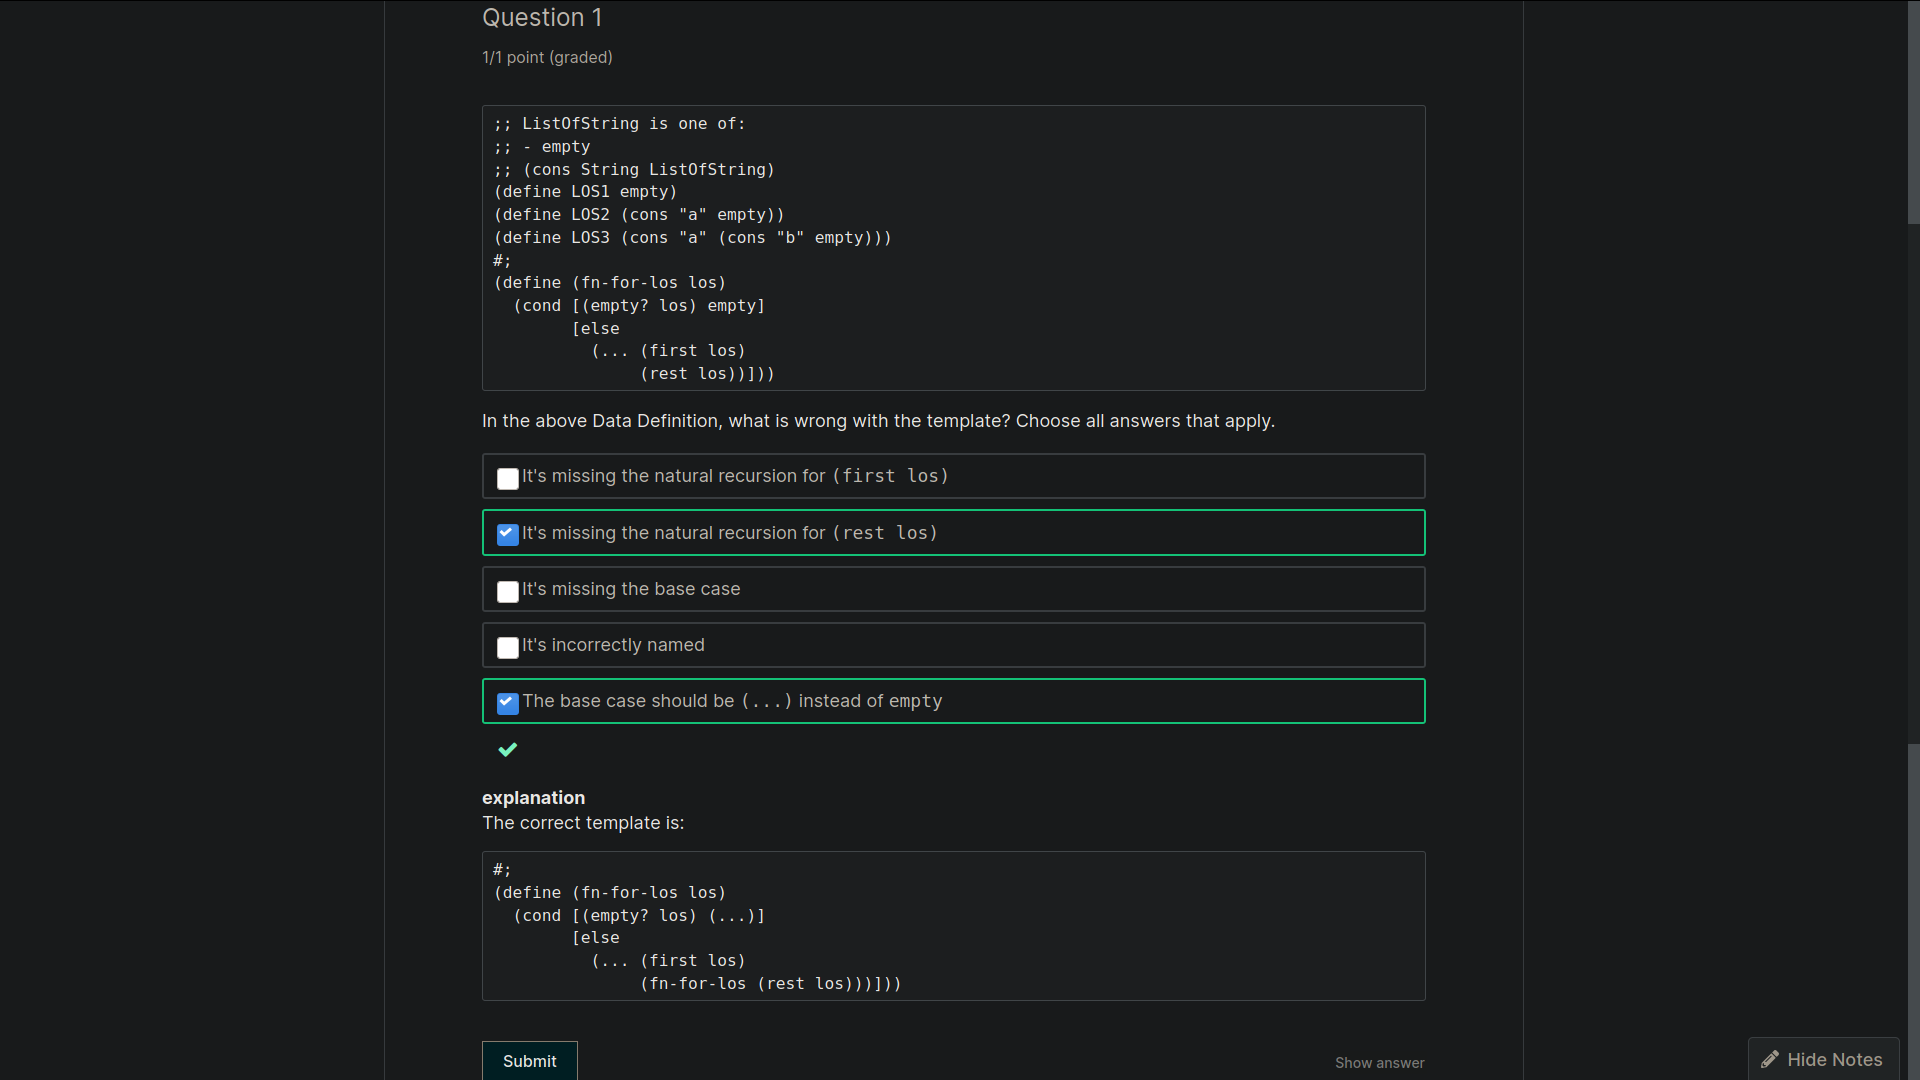 Question 1
1/1 point (graded)
;; ListOfString is one of:
;; - empty
;; (cons String ListOfString)
(define LOS1 empty)
(define LOS2 (cons "a" empty))
(define LOS3 (cons "a" (cons "b" empty)))
#;
(define (fn-for-los los)
  (cond [(empty? los) empty]
        [else
          (... (first los)
               (rest los))]))
In the above Data Definition, what is wrong with the template? Choose all answers that apply.
It's missing the natural recursion for (first los)
It's missing the natural recursion for (rest los)
It's missing the base case
It's incorrectly named
The base case should be (...) instead of empty
explanation
The correct template is:
#;
(define (fn-for-los los)
  (cond [(empty? los) (...)]
        [else
          (... (first los)
               (fn-for-los (rest los)))]))
Submit
Show answer
Hide Notes